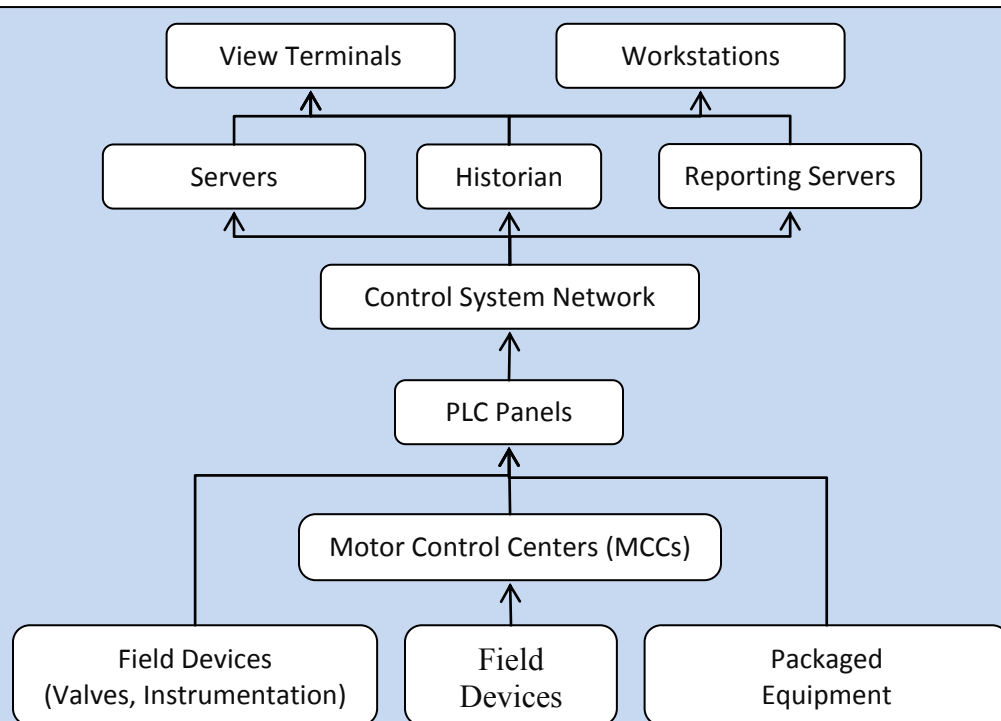 View Terminals
Workstations
Servers
Historian
Reporting Servers
Control System Network
PLC Panels
Motor Control Centers (MCCs)
Field Devices
(Valves, Instrumentation)
Field
Devices
Packaged
Equipment